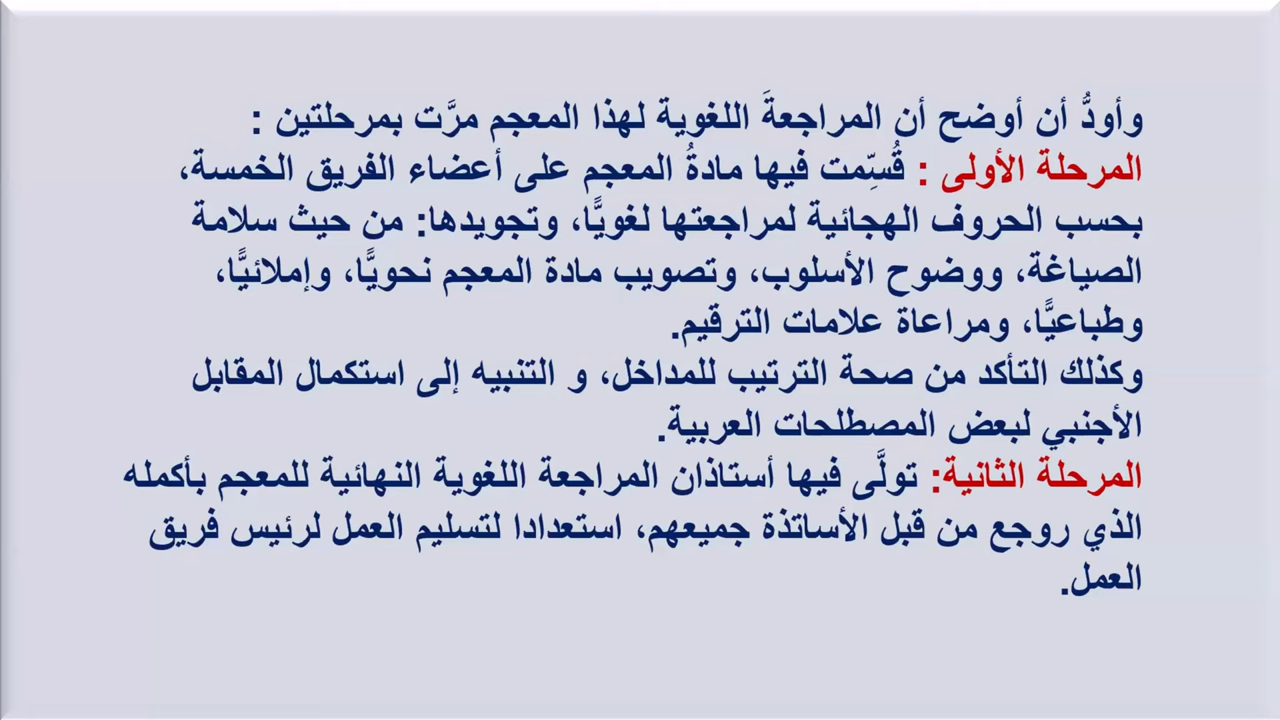 وأودُّ أن أوضح أن المراجعةَ اللغوية لهذا المعجم مرَّت بمرحلتين :
المرحلة الأولى : قُسِّمت فيها مادةُ المعجم على أعضاء الفريق الخمسة،
بحسب الحروف الهجائية لمراجعتها لغويًّا، وتجويدها: من حيث سلامة
الصياغة، ووضوح الأسلوب، وتصويب مادة المعجم نحويًّا، وإملائيًّا،
وطباعيًّا، ومراعاة علامات الترقيم.
وكذلك التأكد من صحة الترتيب للمداخل، و التنبيه إلى استكمال المقابل
الأجنبي لبعض المصطلحات العربية.
المرحلة الثانية: تولَّى فيها أستاذان المراجعة اللغوية النهائية للمعجم بأكمله
الذي روجع من قبل الأساتذة جميعهم، استعدادا لتسليم العمل لرئيس فريق
العمل.